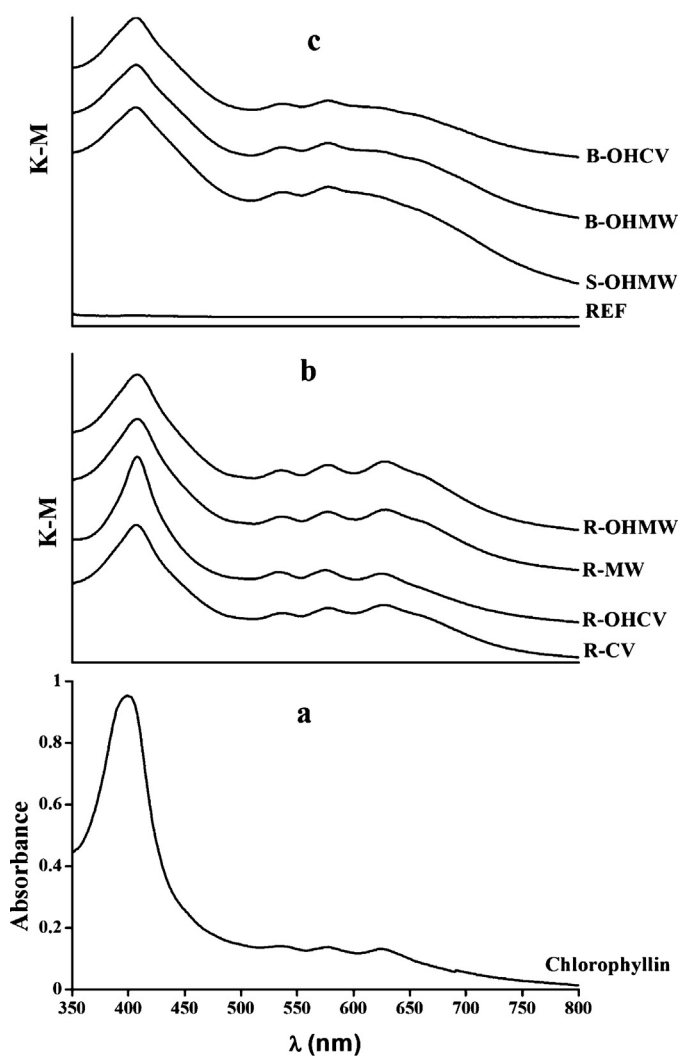 c
K-M
B-OHCV
B-OHMW
S-OHMW
REF
b
K-M
R-OHMW
R-MW
R-OHCV
R-CV
a
1
0.8
0.6
0.4
0.2
0
Absorbance
Chlorophyllin
350 400 450 500 550 600 650 700 750 800
λ (nm)